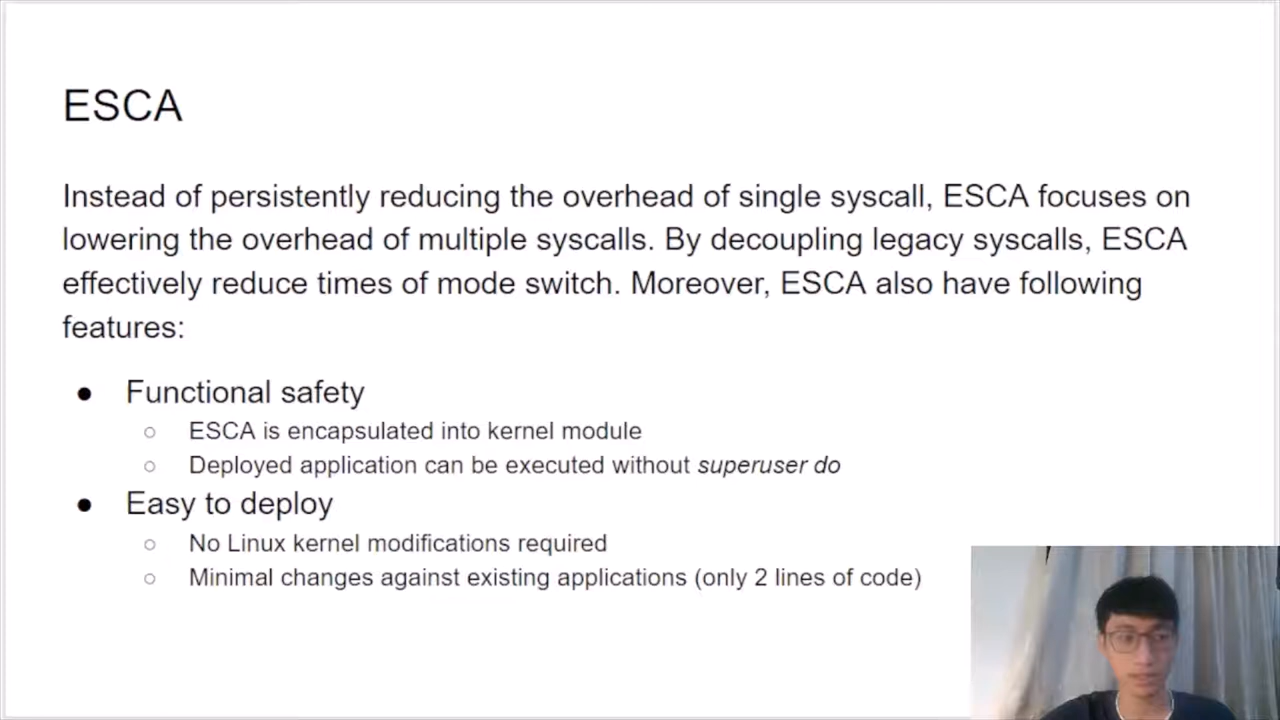 ESCA
Instead of persistently reducing the overhead of single syscall, ESCA focuses on
lowering the overhead of multiple syscalls. By decoupling legacy syscalls, ESCA
effectively reduce times of mode switch. Moreover, ESCA also have following
features:
● Functional safety
○ ESCA is encapsulated into kernel module
○ Deployed application can be executed without superuser do
● Easy to deploy
○ No Linux kernel modifications required
○ Minimal changes against existing applications (only 2 lines of code)